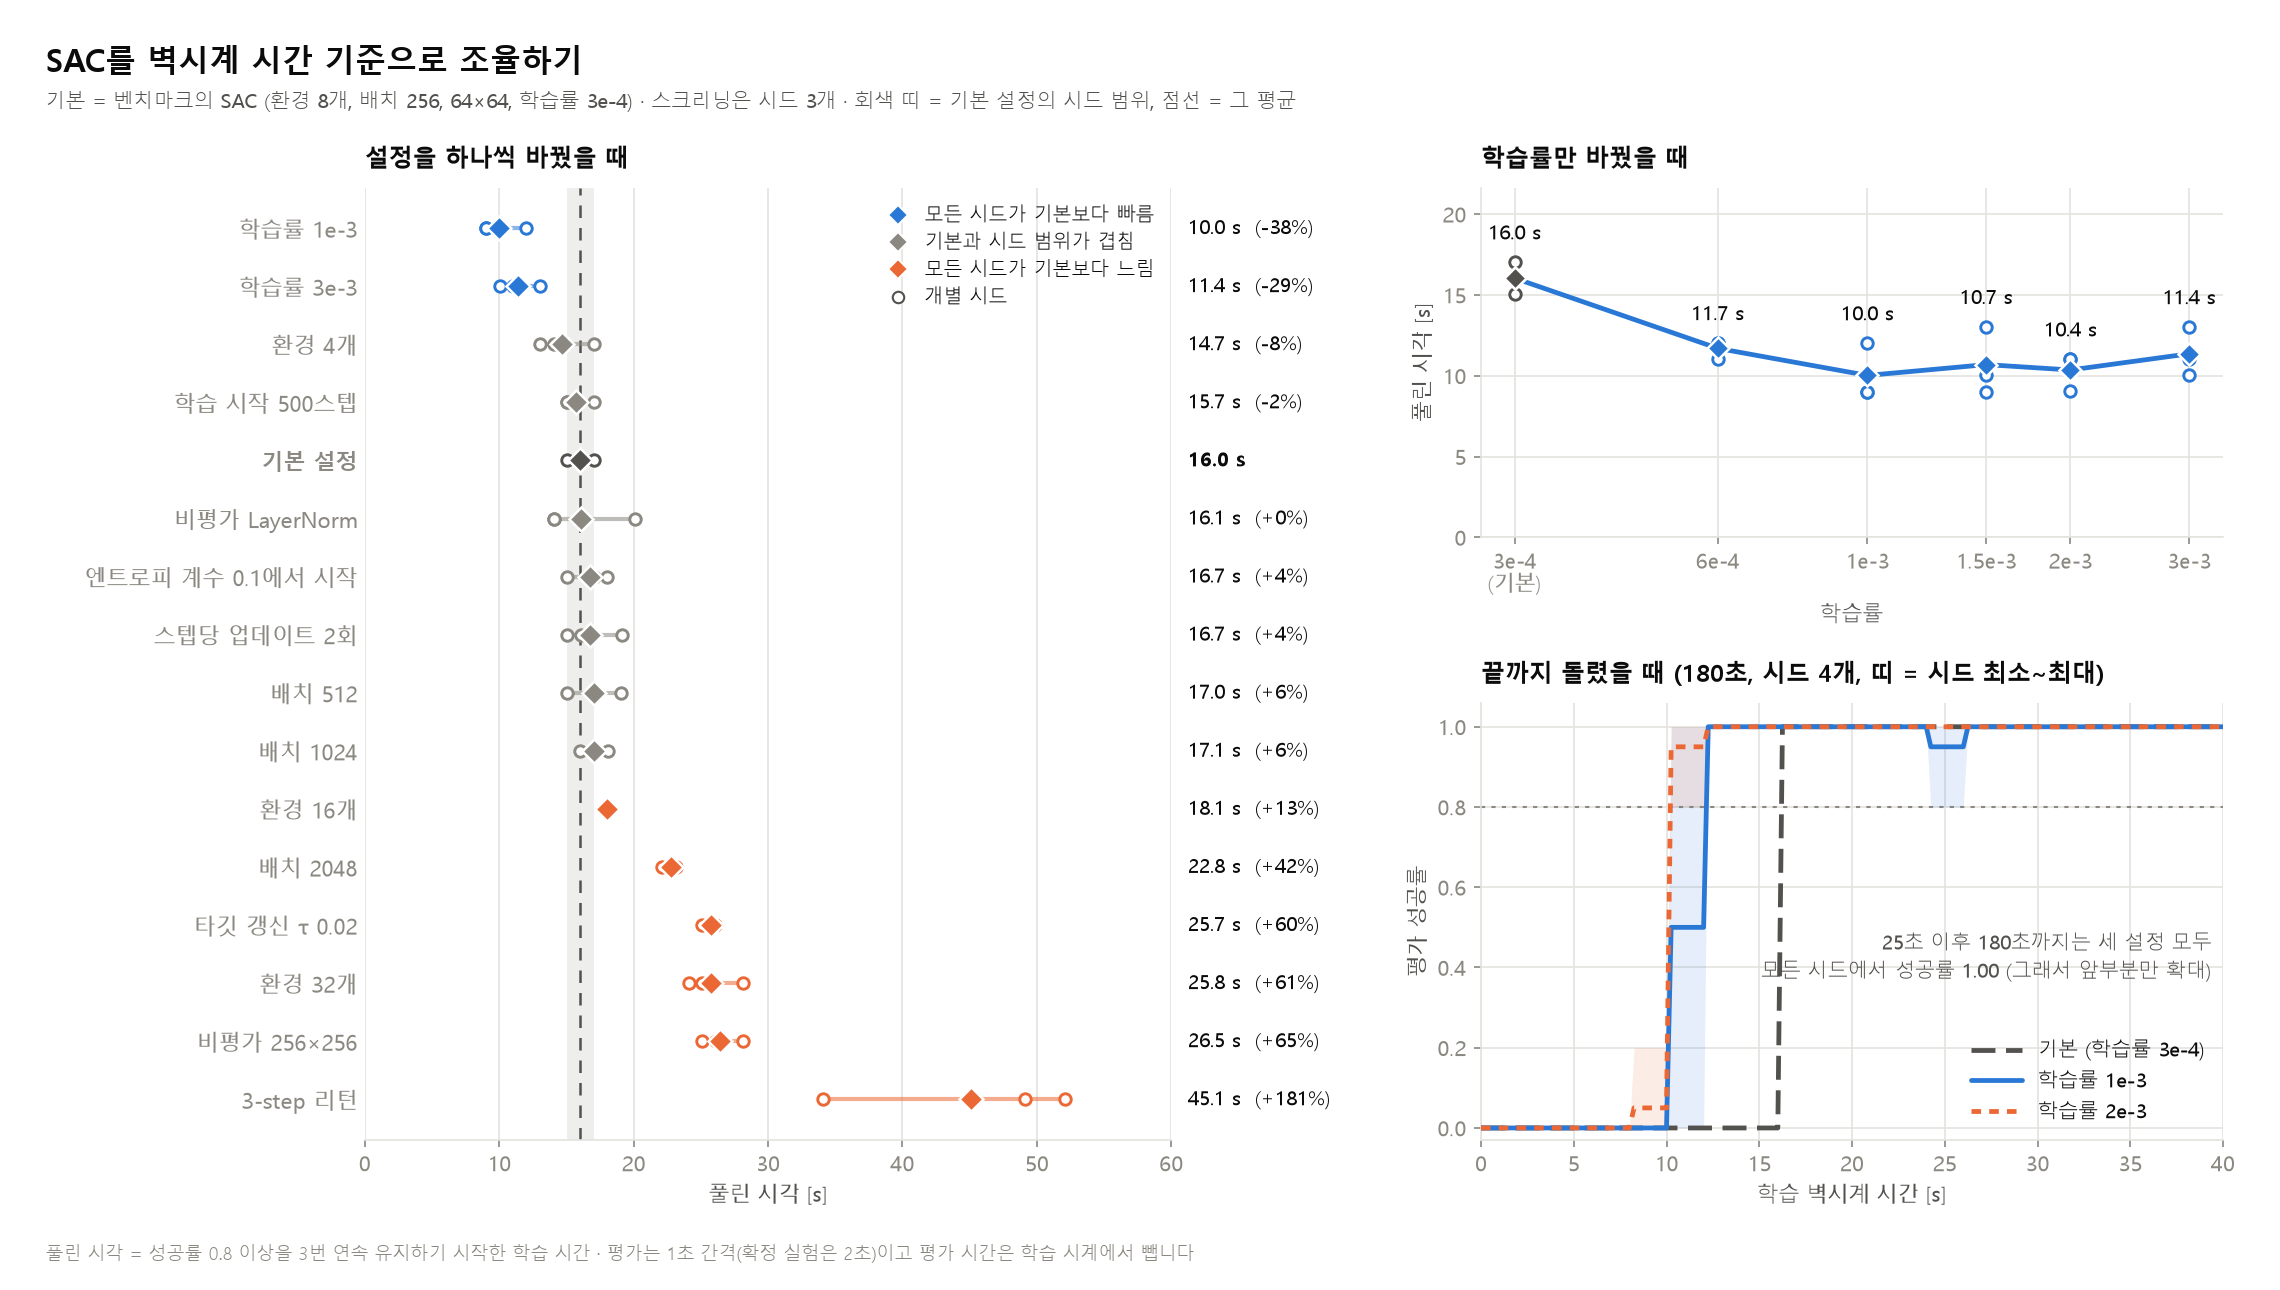 SAC를 벽시계 시간 기준으로 조율하기
기본 = 벤치마크의 SAC (환경 8개, 배치 256, 64×64, 학습률 3e-4) · 스크리닝은 시드 3개 · 회색 띠 = 기본 설정의 시드 범위, 점선 = 그 평균
설정을 하나씩 바꿨을 때
모든 시드가 기본보다 빠름
기본과 시드 범위가 겹침
모든 시드가 기본보다 느림
개별 시드
학습률 1e-3 10.0 s (-38%)
학습률 3e-3 11.4 s (-29%)
환경 4개 14.7 s (-8%)
학습 시작 500스텝 15.7 s (-2%)
기본 설정 16.0 s
비평가 LayerNorm 16.1 s (+0%)
엔트로피 계수 0.1에서 시작 16.7 s (+4%)
스텝당 업데이트 2회 16.7 s (+4%)
배치 512 17.0 s (+6%)
배치 1024 17.1 s (+6%)
환경 16개 18.1 s (+13%)
배치 2048 22.8 s (+42%)
타깃 갱신 τ 0.02 25.7 s (+60%)
환경 32개 25.8 s (+61%)
비평가 256×256 26.5 s (+65%)
3-step 리턴 45.1 s (+181%)
0 10 20 30 40 50 60
풀린 시각 [s]
학습률만 바꿨을 때
풀린 시각 [s]
20
15
10
5
0
16.0 s
11.7 s
10.0 s
10.7 s
10.4 s
11.4 s
3e-4 6e-4 1e-3 1.5e-3 2e-3 3e-3
(기본)
학습률
끝까지 돌렸을 때 (180초, 시드 4개, 띠 = 시드 최소~최대)
평가 성공률
1.0
0.8
0.6
0.4
0.2
0.0
25초 이후 180초까지는 세 설정 모두
모든 시드에서 성공률 1.00 (그래서 앞부분만 확대)
기본 (학습률 3e-4)
학습률 1e-3
학습률 2e-3
0 5 10 15 20 25 30 35 40
학습 벽시계 시간 [s]
풀린 시각 = 성공률 0.8 이상을 3번 연속 유지하기 시작한 학습 시간 · 평가는 1초 간격(확정 실험은 2초)이고 평가 시간은 학습 시계에서 뺍니다